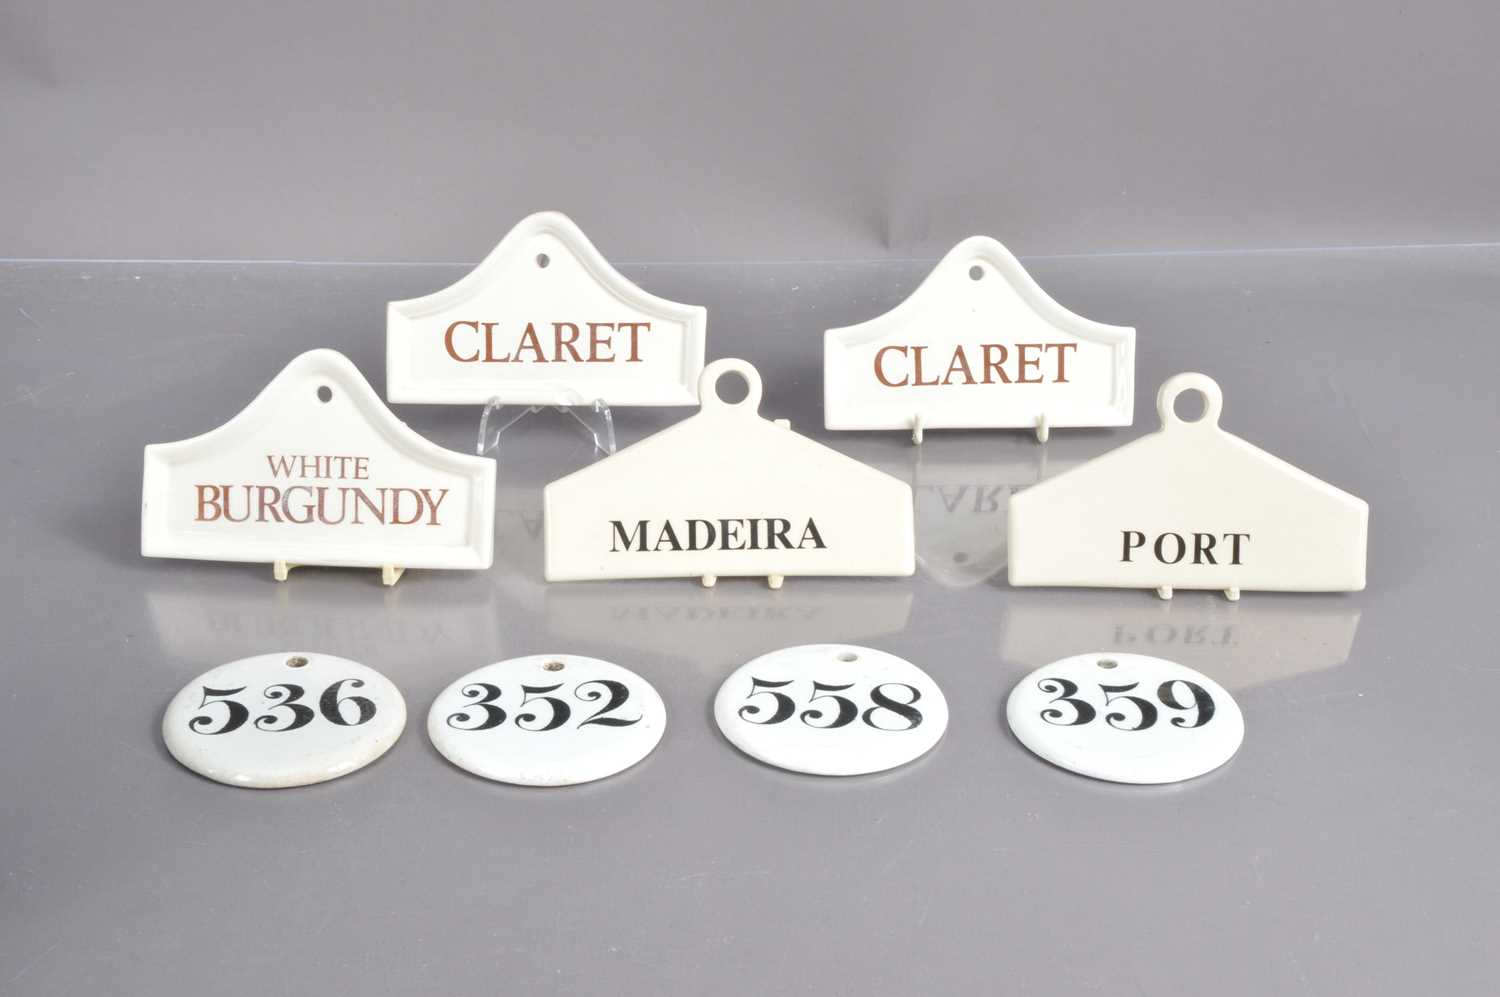 CLARET
CLARET
WHITE
BURGUNDY
MADEIRA
PORT
536
352
558
359